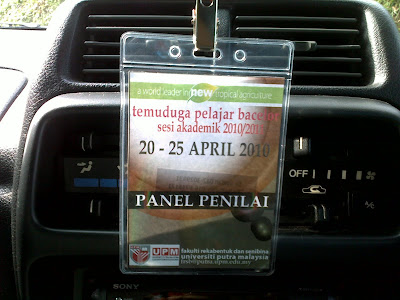 a world leader in new tropical agriculture
temuduga pelajar bacelor
sesi akademik 2010/2011
20 - 25 APRIL 2010
OFF
PANEL PENILAI
UPM
fakulti rekabentuk dan senibina
universiti putra malaysia
SONY